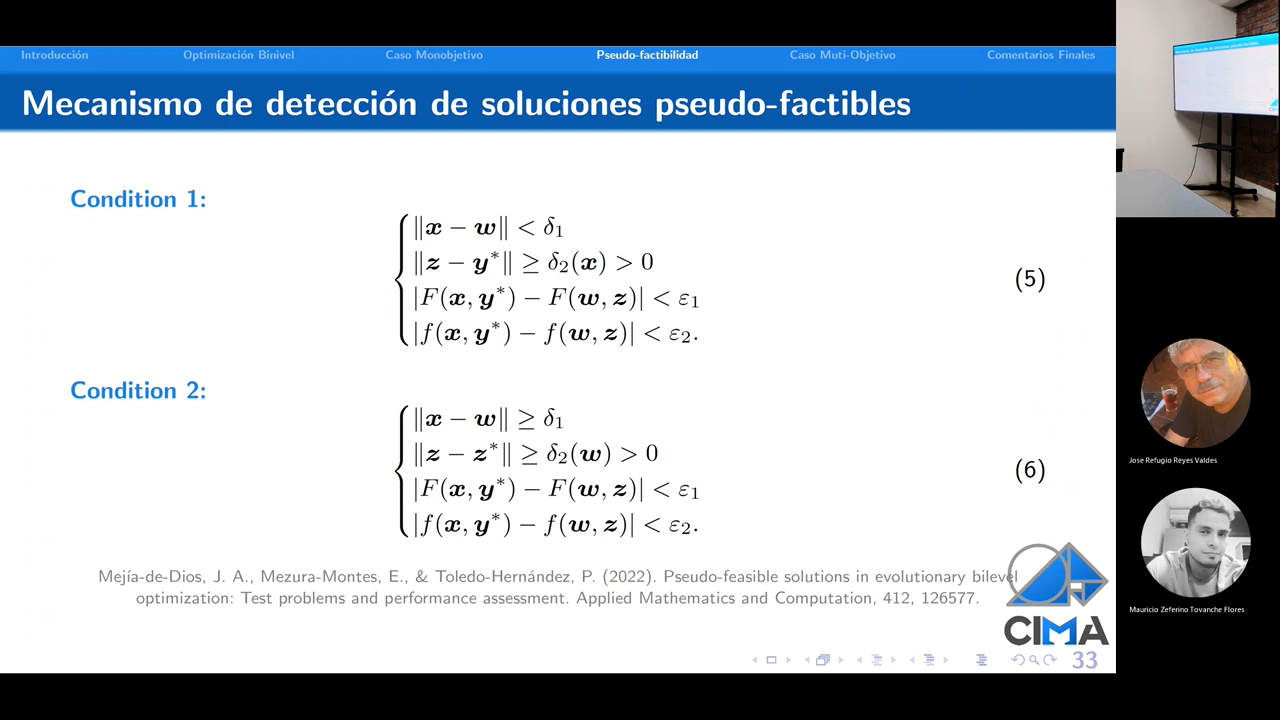 Introducción Optimización Binivel Caso Monobjetivo Pseudo-factibilidad Caso Muti-Objetivo Comentarios Finales
Mecanismo de detección de soluciones pseudo-factibles
Condition 1:
‖x − w‖ < δ₁
‖z − y*‖ ≥ δ₂(x) > 0
|F(x, y*) − F(w, z)| < ε₁
|f(x, y*) − f(w, z)| < ε₂.
(5)
Condition 2:
‖x − w‖ ≥ δ₁
‖z − z*‖ ≥ δ₂(w) > 0
|F(x, y*) − F(w, z)| < ε₁
|f(x, y*) − f(w, z)| < ε₂.
(6)
Mejía-de-Dios, J. A., Mezura-Montes, E., & Toledo-Hernández, P. (2022). Pseudo-feasible solutions in evolutionary bilevel
optimization: Test problems and performance assessment. Applied Mathematics and Computation, 412, 126577.
CIMA
33
Jose Refugio Reyes Valdes
Mauricio Zeferino Tovanche Flores